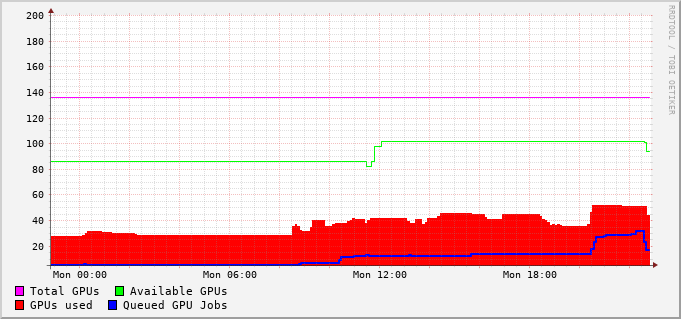 200
180
160
140
120
100
80
60
40
20
Mon 00:00 Mon 06:00 Mon 12:00 Mon 18:00
Total GPUs Available GPUs
GPUs used Queued GPU Jobs
RRDTOOL / TOBI OETIKER